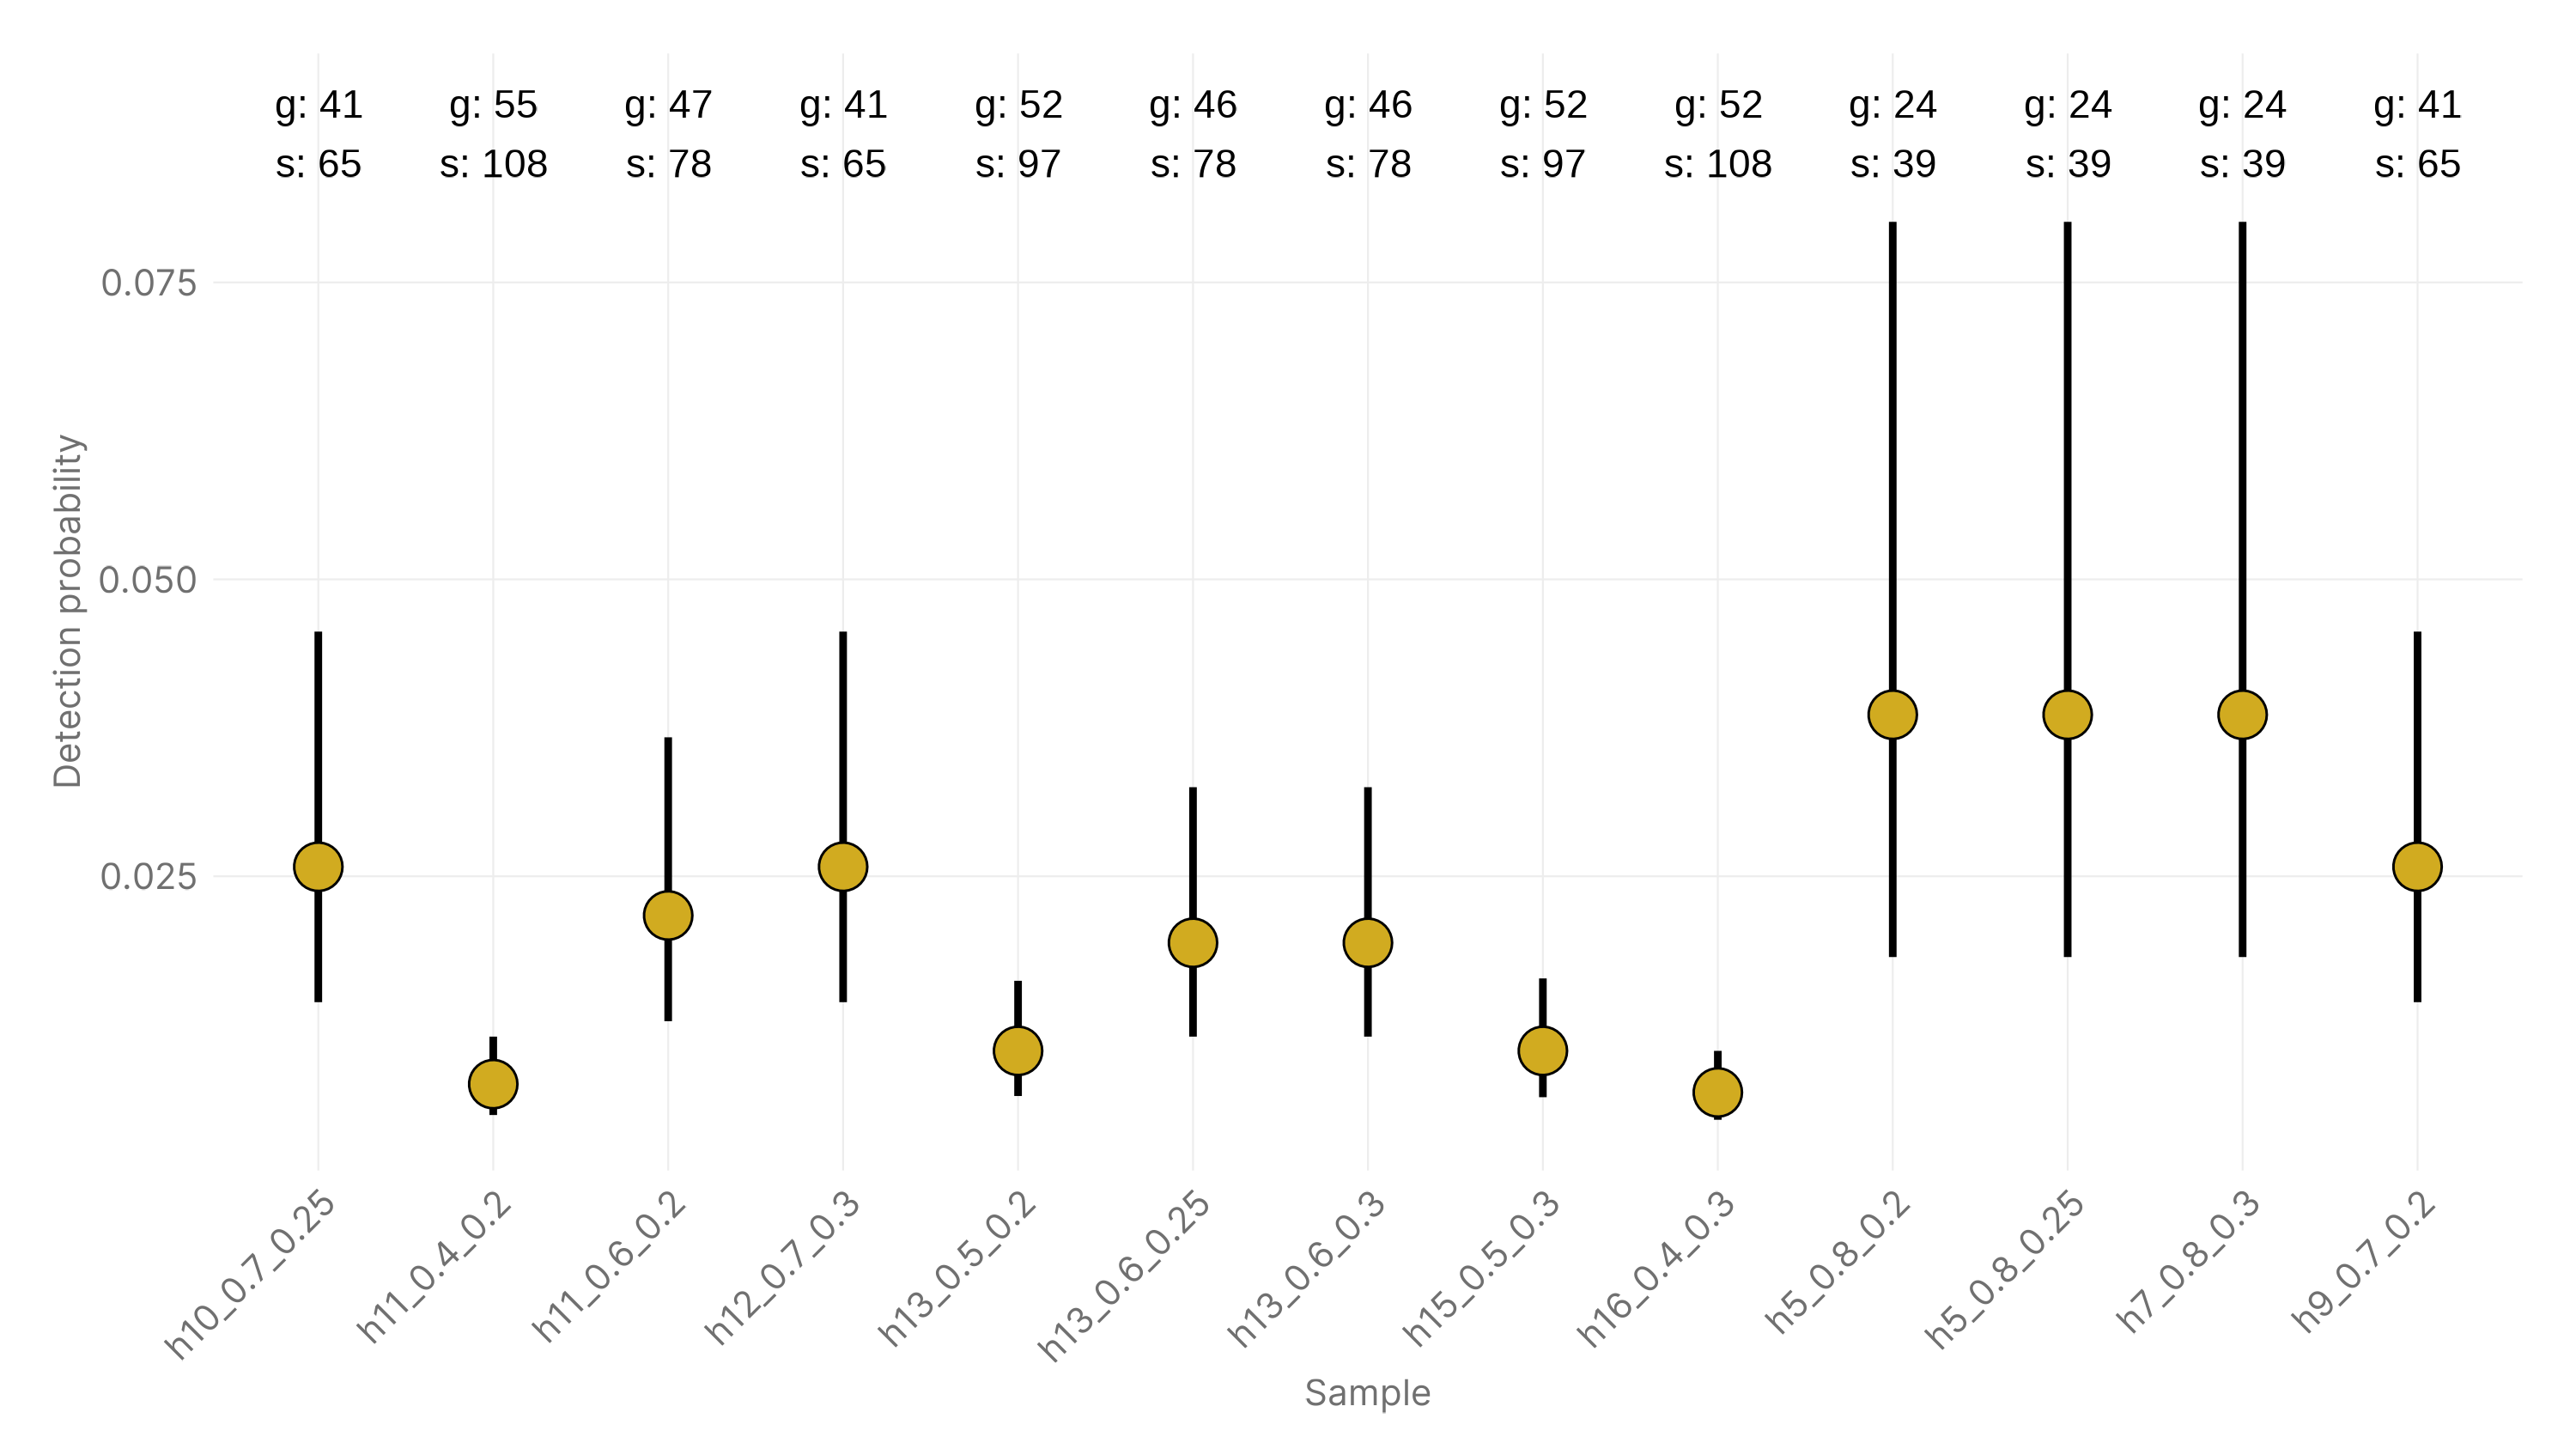 g: 41 g: 55 g: 47 g: 41 g: 52 g: 46 g: 46 g: 52 g: 52 g: 24 g: 24 g: 24 g: 41
s: 65 s: 108 s: 78 s: 65 s: 97 s: 78 s: 78 s: 97 s: 108 s: 39 s: 39 s: 39 s: 65
Detection probability
0.075
0.050
0.025
h10_0.7_0.25 h11_0.4_0.2 h11_0.6_0.2 h12_0.7_0.3 h13_0.5_0.2 h13_0.6_0.25 h13_0.6_0.3 h15_0.5_0.3 h16_0.4_0.3 h5_0.8_0.2 h5_0.8_0.25 h7_0.8_0.3 h9_0.7_0.2
Sample